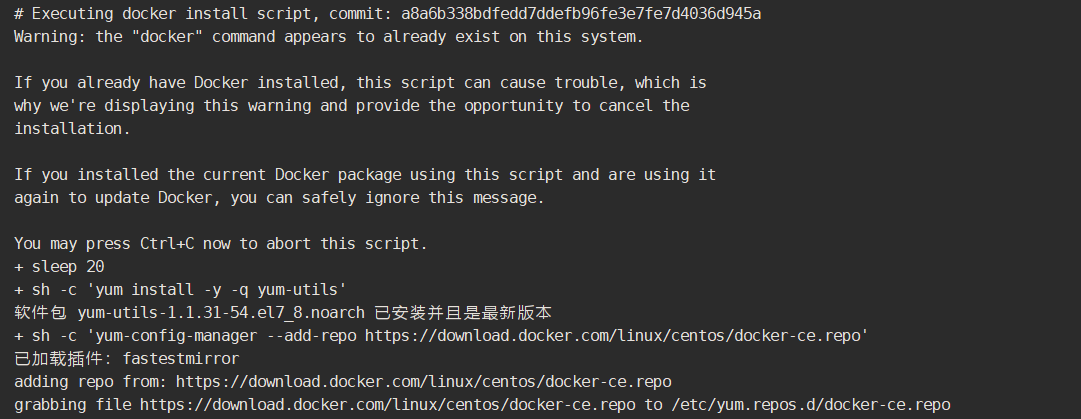 # Executing docker install script, commit: a8a6b338bdfedd7ddefb96fe3e7fe7d4036d945a
Warning: the "docker" command appears to already exist on this system.
If you already have Docker installed, this script can cause trouble, which is
why we're displaying this warning and provide the opportunity to cancel the
installation.
If you installed the current Docker package using this script and are using it
again to update Docker, you can safely ignore this message.
You may press Ctrl+C now to abort this script.
+ sleep 20
+ sh -c 'yum install -y -q yum-utils'
软件包 yum-utils-1.1.31-54.el7_8.noarch 已安装并且是最新版本
+ sh -c 'yum-config-manager --add-repo https://download.docker.com/linux/centos/docker-ce.repo'
已加载插件：fastestmirror
adding repo from: https://download.docker.com/linux/centos/docker-ce.repo
grabbing file https://download.docker.com/linux/centos/docker-ce.repo to /etc/yum.repos.d/docker-ce.repo